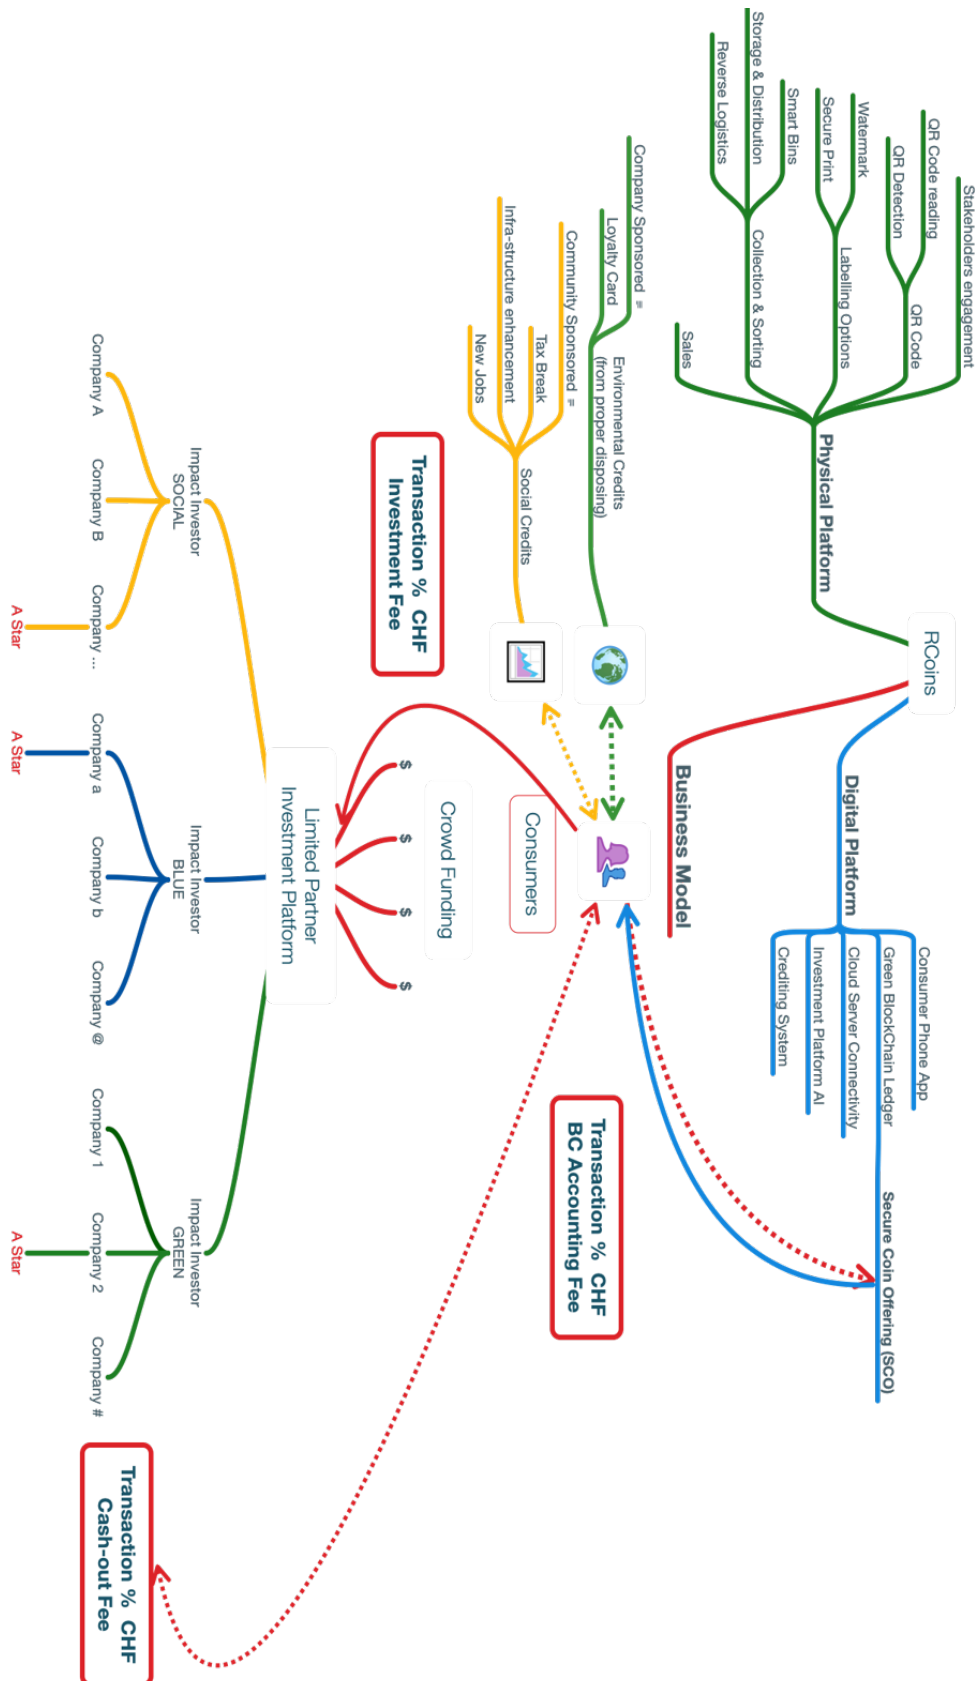 RCoins
Physical Platform
Stakeholders engagement
QR Code
QR Code reading
QR Detection
Labelling Options
Watermark
Secure Print
Collection & Sorting
Smart Bins
Storage & Distribution
Reverse Logistics
Sales
Digital Platform
Consumer Phone App
Green BlockChain Ledger
Secure Coin Offering (SCO)
Cloud Server Connectivity
Investment Platform AI
Crediting System
Business Model
Environmental Credits
(from proper disposing)
Company Sponsored
Loyalty Card
Social Credits
Community Sponsored
Tax Break
Infra-structure enhancement
New Jobs
Consumers
Transaction % CHF
BC Accounting Fee
Transaction % CHF
Investment Fee
Crowd Funding
$
$
$
$
Limited Partner
Investment Platform
Impact Investor
SOCIAL
Company A
Company B
Company ...
A Star
Impact Investor
BLUE
Company a
A Star
Company b
Company @
Impact Investor
GREEN
Company 1
Company 2
A Star
Company #
Transaction % CHF
Cash-out Fee